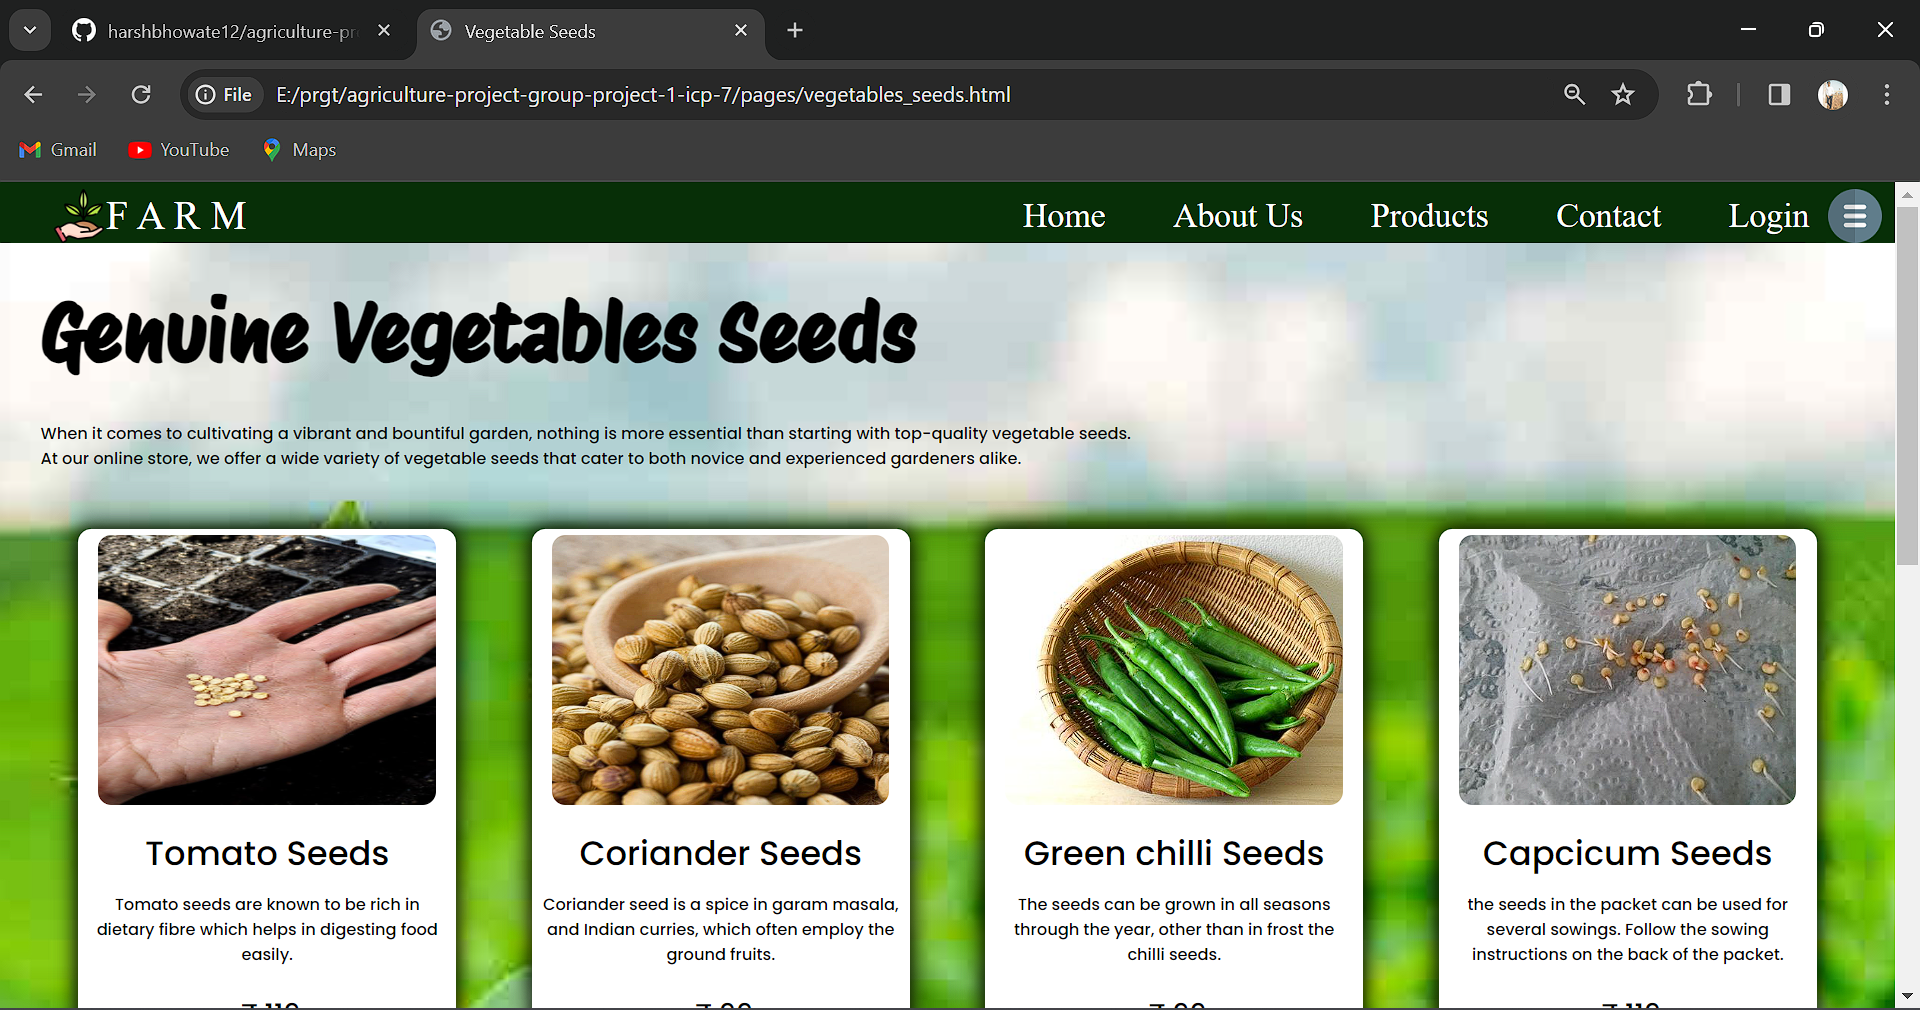 harshbhowate12/agriculture-pr
Vegetable Seeds
File
E:/prgt/agriculture-project-group-project-1-icp-7/pages/vegetables_seeds.html
Gmail
YouTube
Maps
FARM
Home
About Us
Products
Contact
Login
Genuine Vegetables Seeds
When it comes to cultivating a vibrant and bountiful garden, nothing is more essential than starting with top-quality vegetable seeds.
At our online store, we offer a wide variety of vegetable seeds that cater to both novice and experienced gardeners alike.
Tomato Seeds
Tomato seeds are known to be rich in
dietary fibre which helps in digesting food
easily.
Coriander Seeds
Coriander seed is a spice in garam masala,
and Indian curries, which often employ the
ground fruits.
Green chilli Seeds
The seeds can be grown in all seasons
through the year, other than in frost the
chilli seeds.
Capcicum Seeds
the seeds in the packet can be used for
several sowings. Follow the sowing
instructions on the back of the packet.